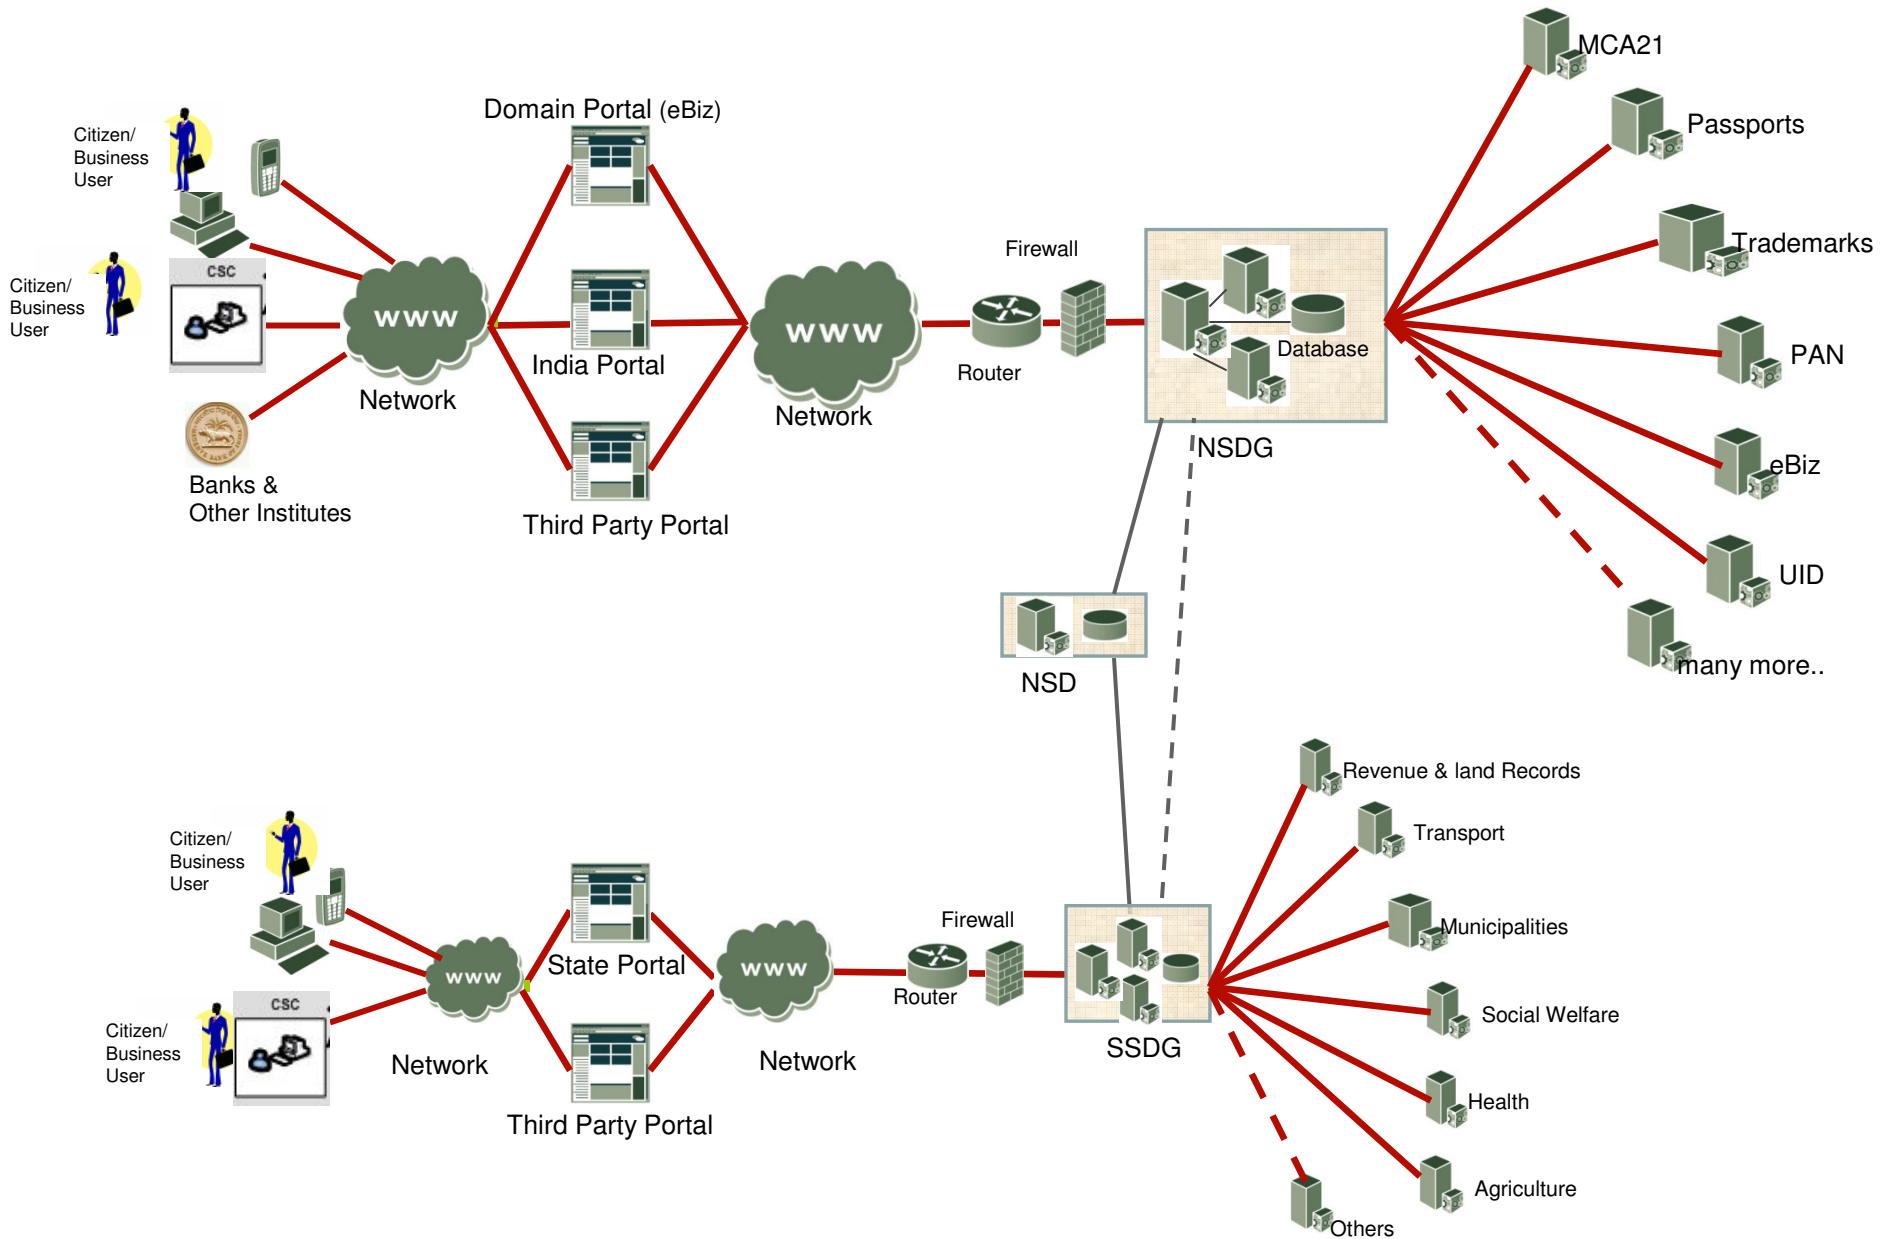 MCA21
Domain Portal (eBiz)
Citizen/
Business
User
Passports
Firewall
Trademarks
Citizen/
Business
User
CSC
www
www
Database
India Portal
Router
PAN
Network
Network
NSDG
eBiz
Banks &
Other Institutes
Third Party Portal
UID
many more..
NSD
Revenue & land Records
Transport
Citizen/
Business
User
Firewall
Municipalities
State Portal
www
www
Router
CSC
Social Welfare
Citizen/
Business
User
Network
Network
SSDG
Health
Third Party Portal
Agriculture
Others